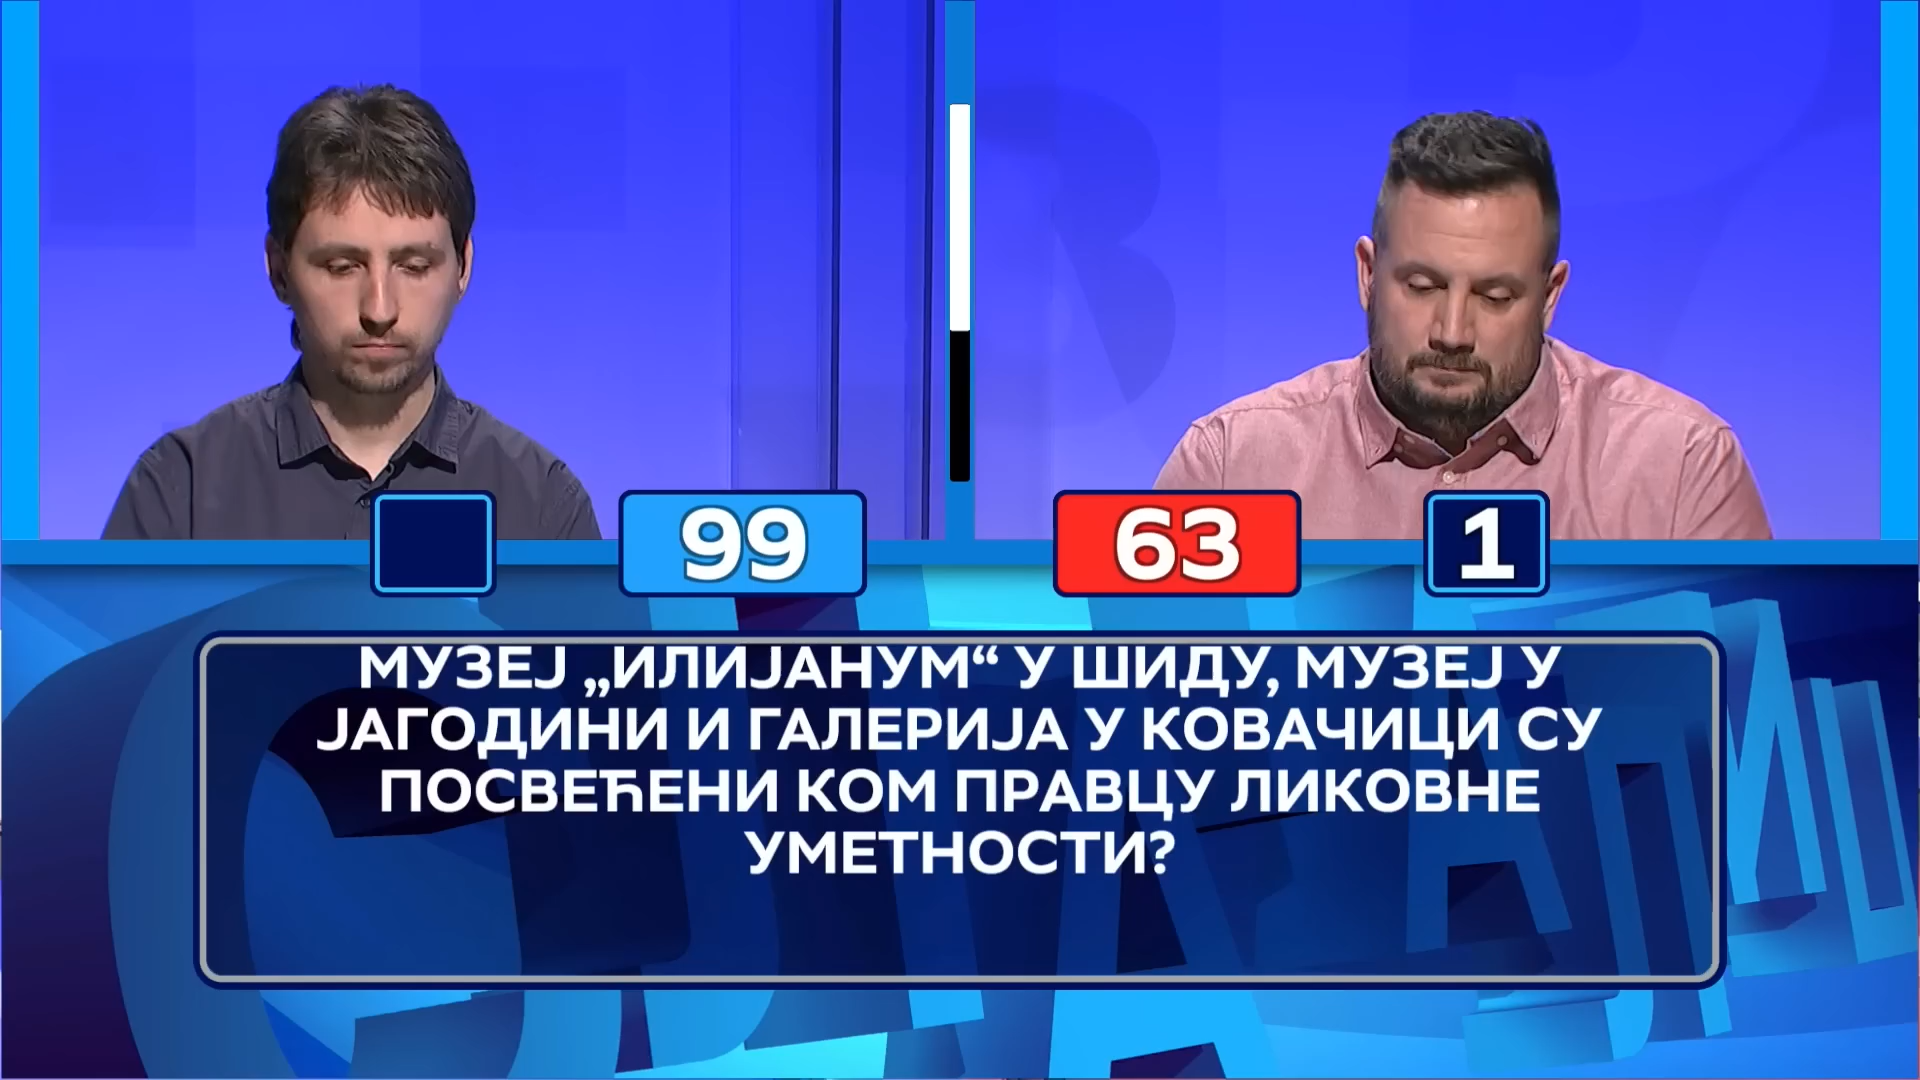 99
63
1
МУЗЕЈ „ИЛИЈАНУМ“ У ШИДУ, МУЗЕЈ У
ЈАГОДИНИ И ГАЛЕРИЈА У КОВАЧИЦИ СУ
ПОСВЕЋЕНИ КОМ ПРАВЦУ ЛИКОВНЕ
УМЕТНОСТИ?